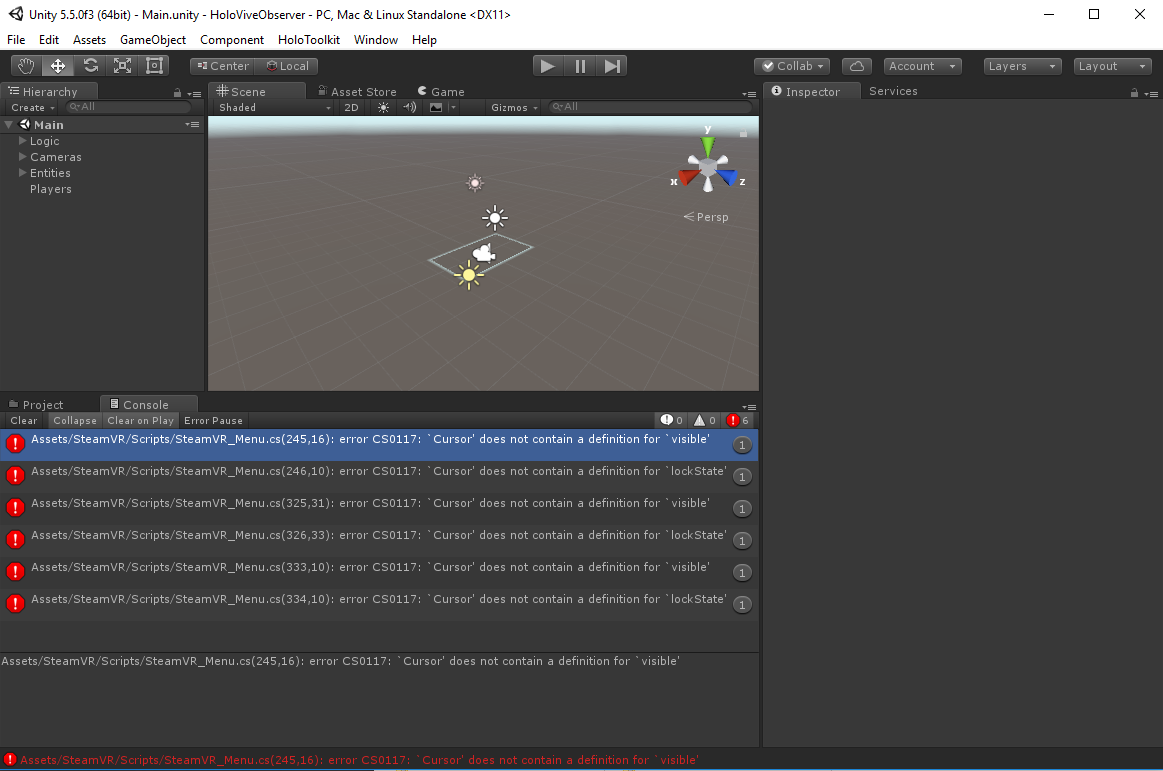 Unity 5.5.0f3 (64bit) - Main.unity - HoloViveObserver - PC, Mac & Linux Standalone <DX11>
File Edit Assets GameObject Component HoloToolkit Window Help
Center Local Collab Account Layers Layout
Hierarchy Scene Asset Store Game Inspector Services
Create All Shaded 2D Gizmos All
Main
Logic
Cameras
Entities
Players
y
x z
Persp
Project Console
Clear Collapse Clear on Play Error Pause 0 0 6
Assets/SteamVR/Scripts/SteamVR_Menu.cs(245,16): error CS0117: `Cursor' does not contain a definition for `visible' 1
Assets/SteamVR/Scripts/SteamVR_Menu.cs(246,10): error CS0117: `Cursor' does not contain a definition for `lockState' 1
Assets/SteamVR/Scripts/SteamVR_Menu.cs(325,31): error CS0117: `Cursor' does not contain a definition for `visible' 1
Assets/SteamVR/Scripts/SteamVR_Menu.cs(326,33): error CS0117: `Cursor' does not contain a definition for `lockState' 1
Assets/SteamVR/Scripts/SteamVR_Menu.cs(333,10): error CS0117: `Cursor' does not contain a definition for `visible' 1
Assets/SteamVR/Scripts/SteamVR_Menu.cs(334,10): error CS0117: `Cursor' does not contain a definition for `lockState' 1
Assets/SteamVR/Scripts/SteamVR_Menu.cs(245,16): error CS0117: `Cursor' does not contain a definition for `visible'
Assets/SteamVR/Scripts/SteamVR_Menu.cs(245,16): error CS0117: `Cursor' does not contain a definition for `visible'